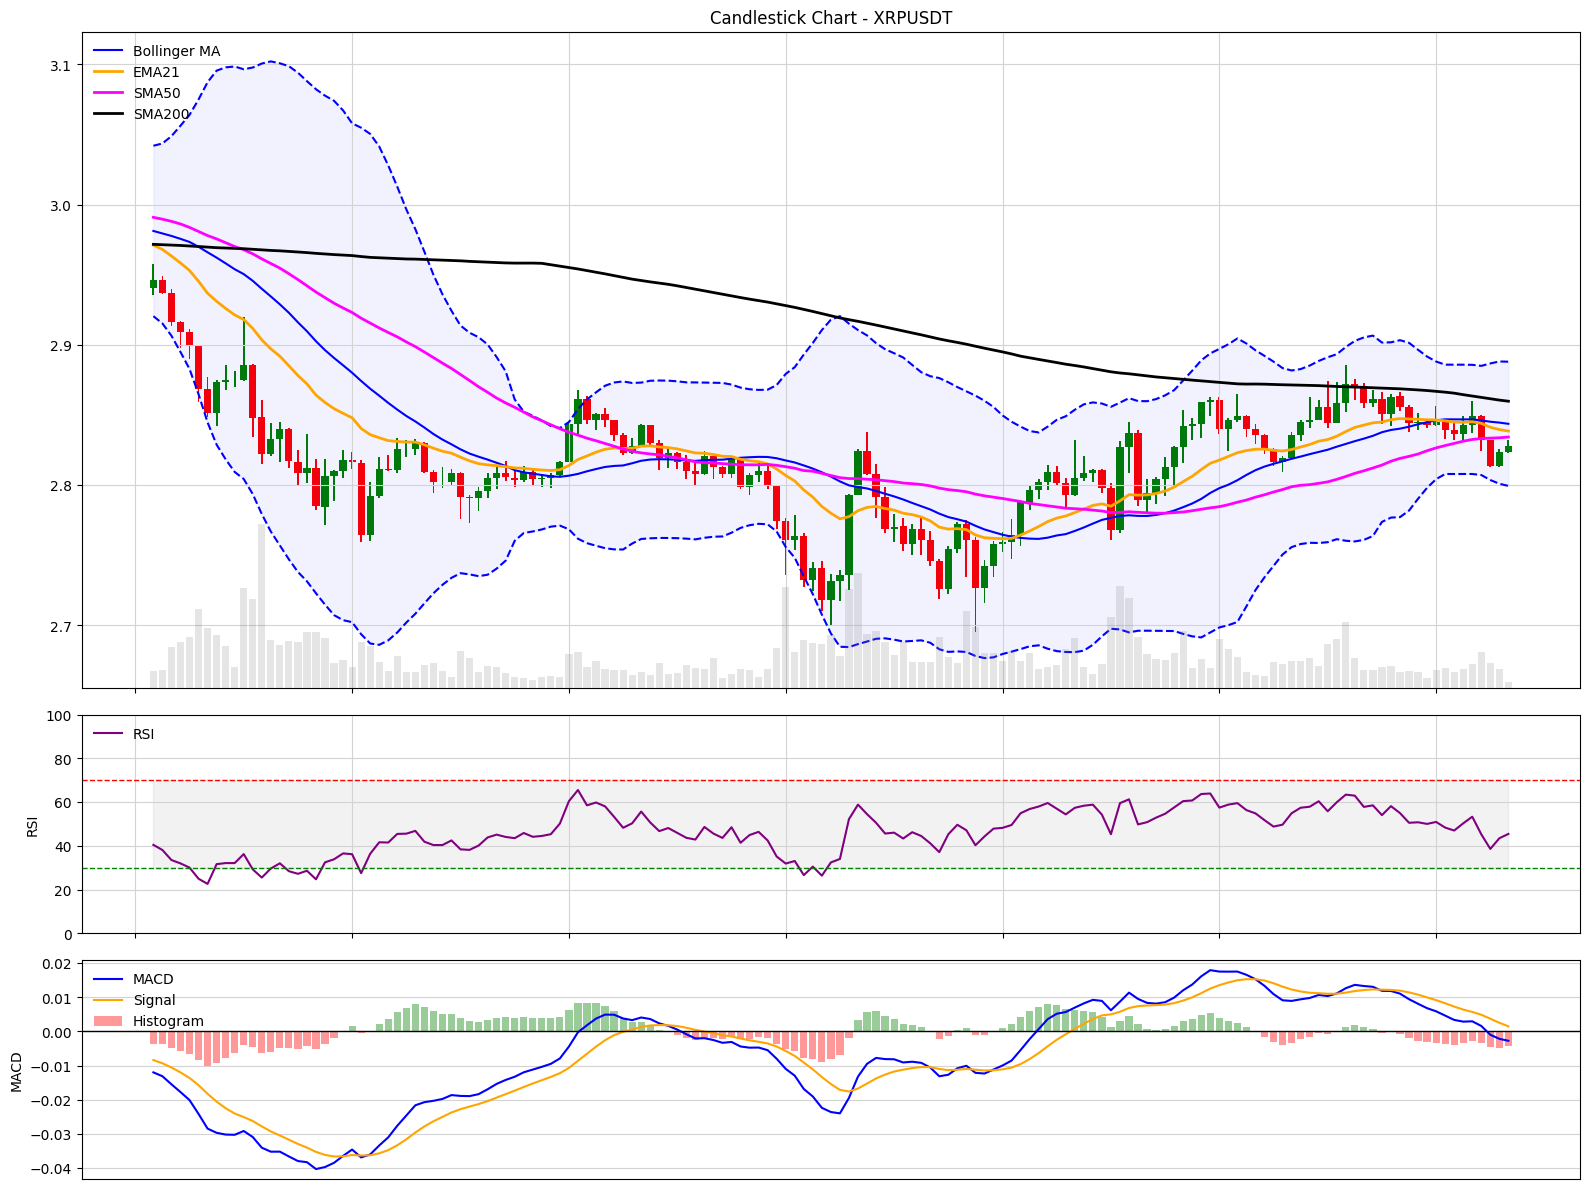 Candlestick Chart - XRPUSDT
Bollinger MA
EMA21
SMA50
SMA200
3.1
3.0
2.9
2.8
2.7
RSI
RSI
100
80
60
40
20
0
MACD
Signal
Histogram
MACD
0.02
0.01
0.00
−0.01
−0.02
−0.03
−0.04